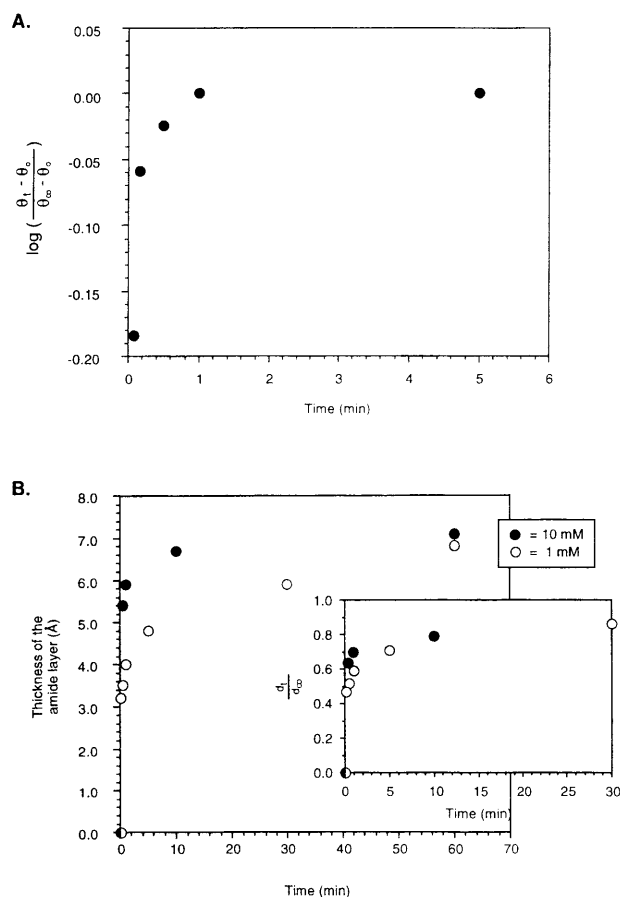 A.
0.05
0.00
-0.05
-0.10
-0.15
-0.20
log ( θt - θ° / θ∞ - θ° )
0 1 2 3 4 5 6
Time (min)
B.
8.0
7.0
6.0
5.0
4.0
3.0
2.0
1.0
0.0
Thickness of the
amide layer (Å)
0 10 20 30 40 50 60 70
Time (min)
● = 10 mM
○ = 1 mM
1.0
0.8
0.6
0.4
0.2
0.0
dt
d∞
0 5 10 15 20 25 30
Time (min)